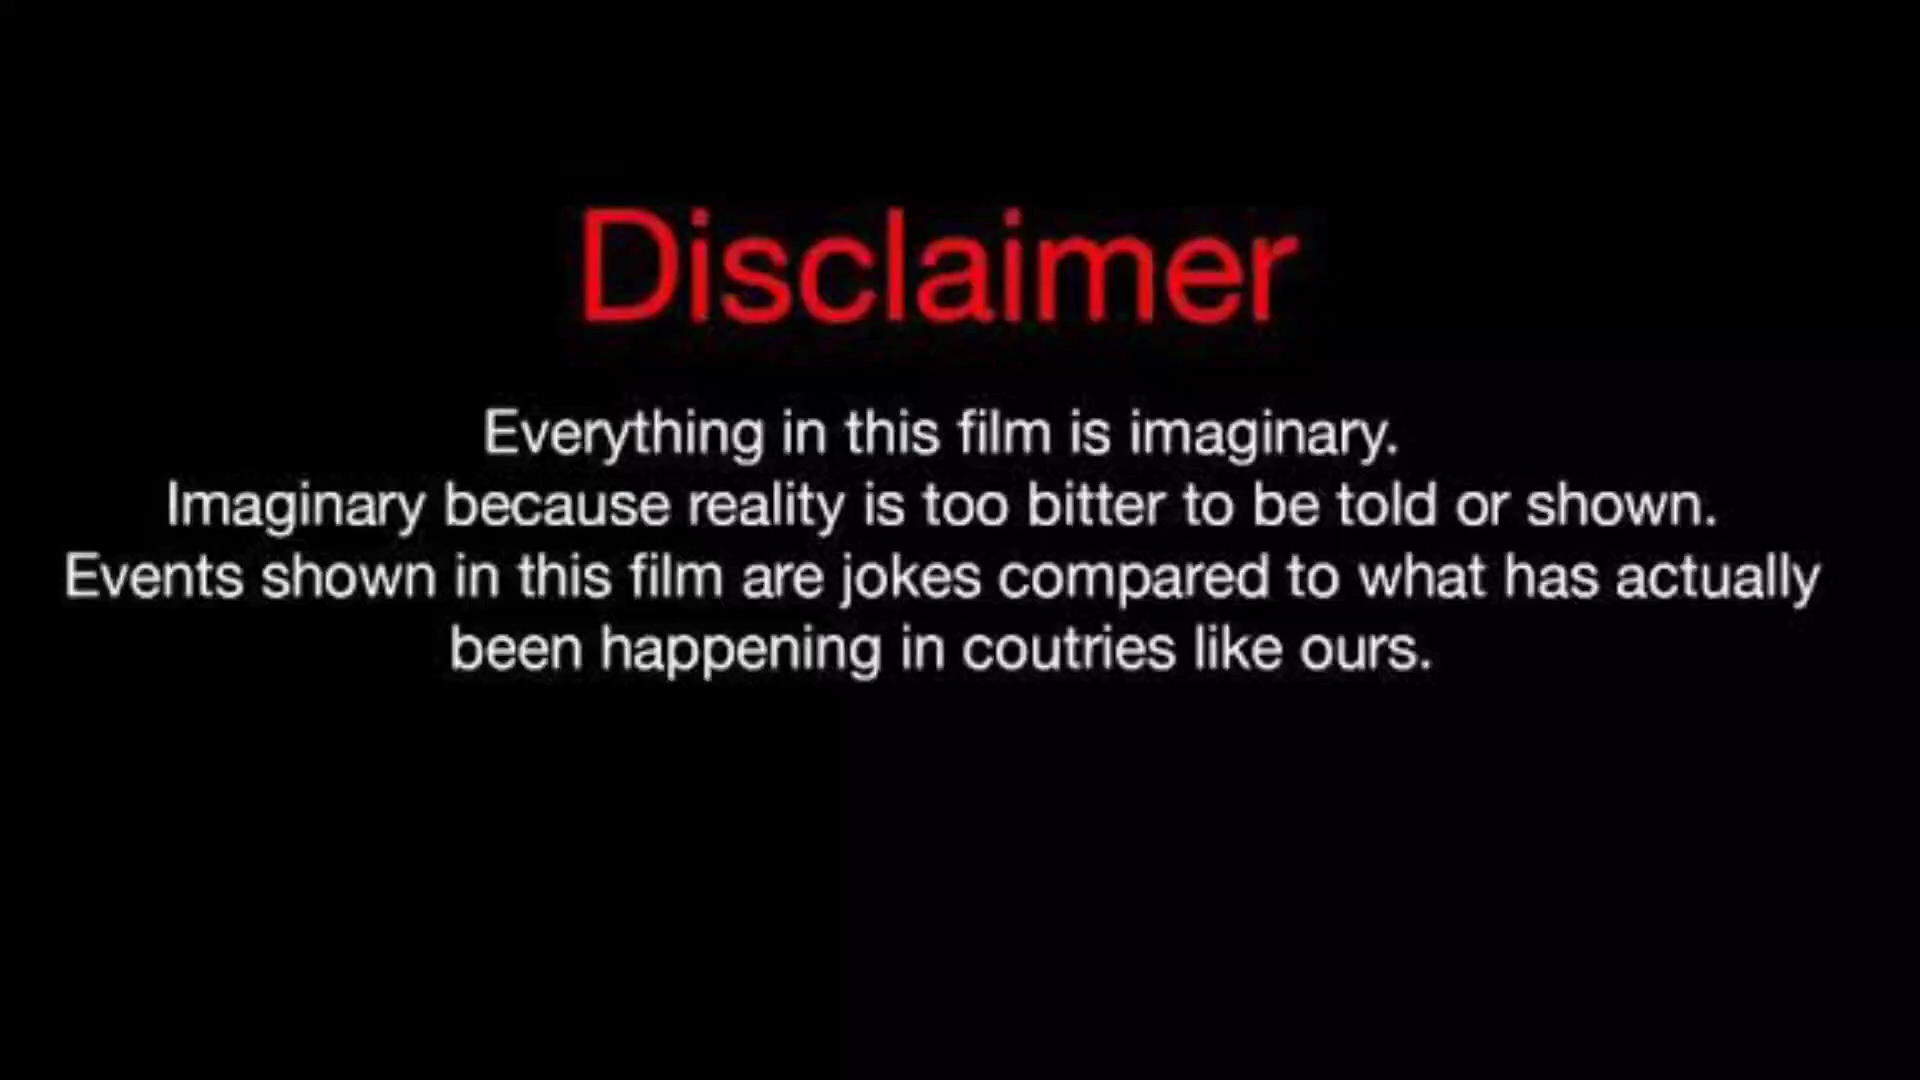 Disclaimer
Everything in this film is imaginary.
Imaginary because reality is too bitter to be told or shown.
Events shown in this film are jokes compared to what has actually
been happening in coutries like ours.